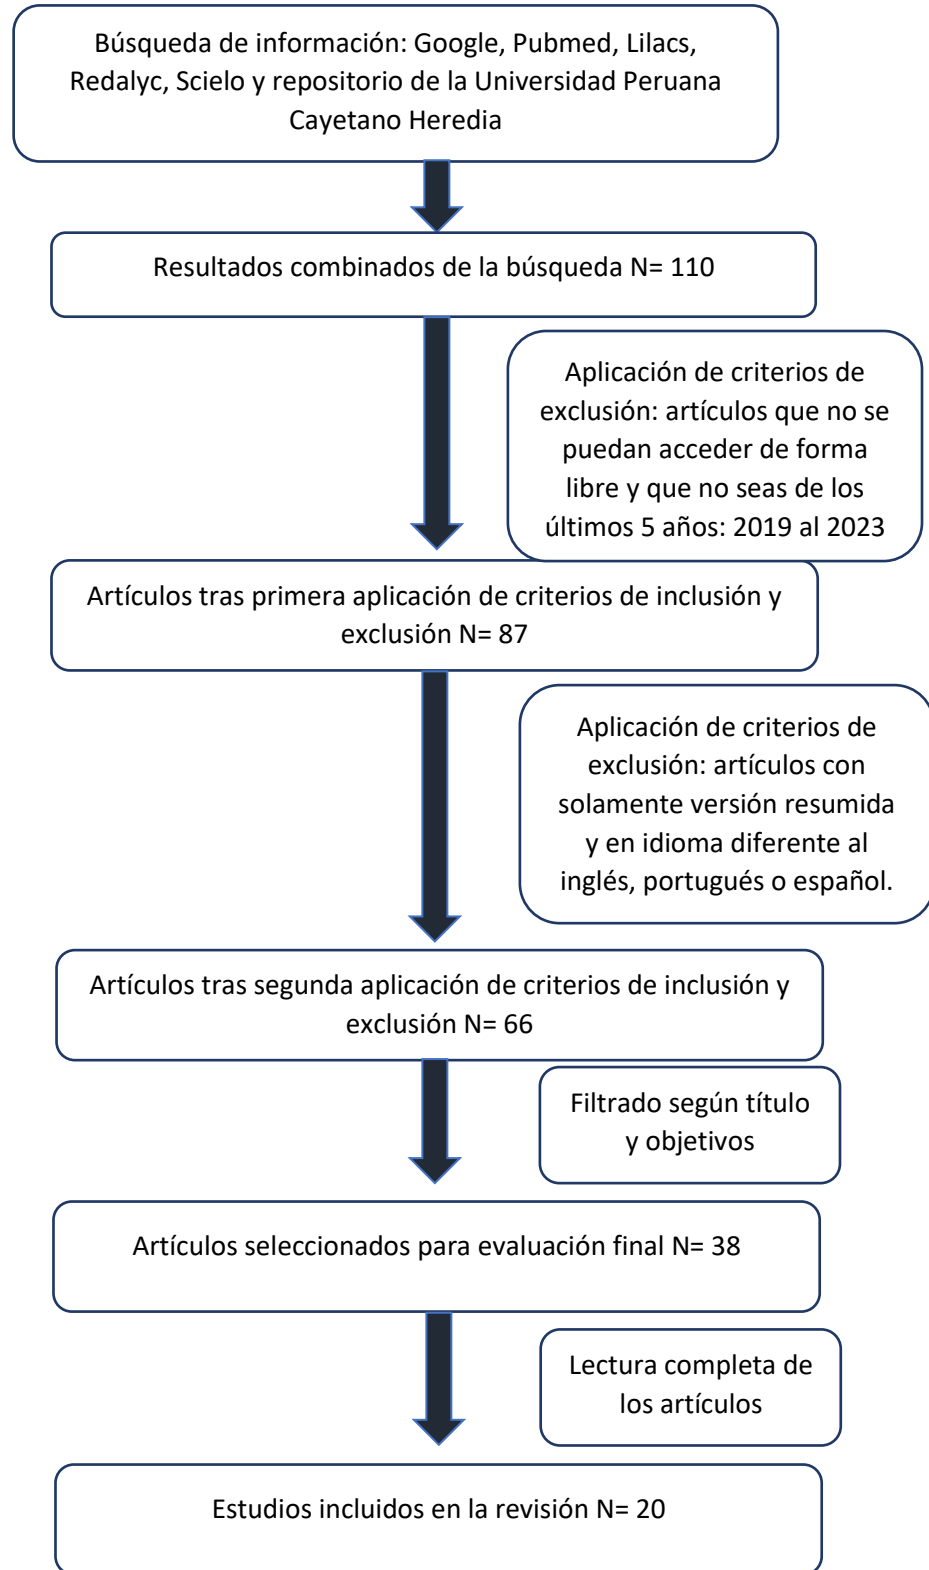 Búsqueda de información: Google, Pubmed, Lilacs,
Redalyc, Scielo y repositorio de la Universidad Peruana
Cayetano Heredia
Resultados combinados de la búsqueda N= 110
Aplicación de criterios de
exclusión: artículos que no se
puedan acceder de forma
libre y que no seas de los
últimos 5 años: 2019 al 2023
Artículos tras primera aplicación de criterios de inclusión y
exclusión N= 87
Aplicación de criterios de
exclusión: artículos con
solamente versión resumida
y en idioma diferente al
inglés, portugués o español.
Artículos tras segunda aplicación de criterios de inclusión y
exclusión N= 66
Filtrado según título
y objetivos
Artículos seleccionados para evaluación final N= 38
Lectura completa de
los artículos
Estudios incluidos en la revisión N= 20